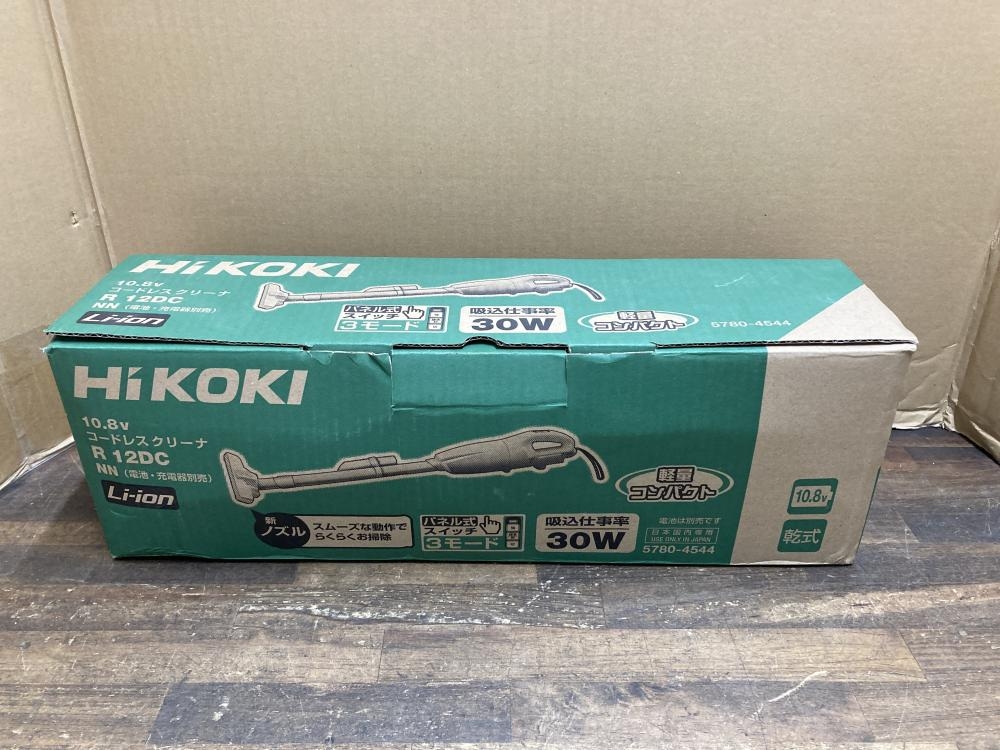 HiKOKI
10.8v
コードレスクリーナ
R 12DC
NN (電池・充電器別売)
Li-ion
パネル式
スイッチ
3モード
吸込仕事率
30W
軽量
コンパクト
5780-4544
HiKOKI
10.8v
コードレスクリーナ
R 12DC
NN (電池・充電器別売)
Li-ion
新
ノズル
スムーズな動作で
らくらくお掃除
パネル式
スイッチ
3モード
吸込仕事率
30W
軽量
コンパクト
電池は別売です
日本国内専用
USE ONLY IN JAPAN
5780-4544
10.8v
乾式